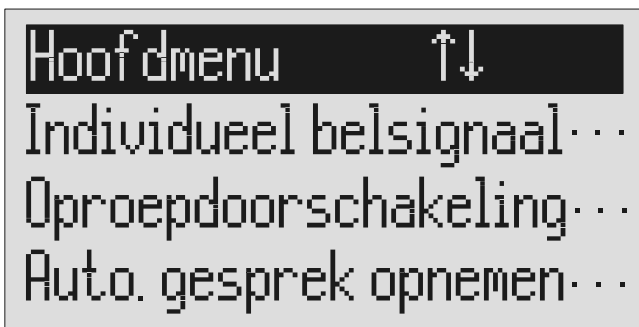 Hoofdmenu ↑↓
Individueel belsignaal···
Oproepdoorschakeling···
Auto. gesprek opnemen···